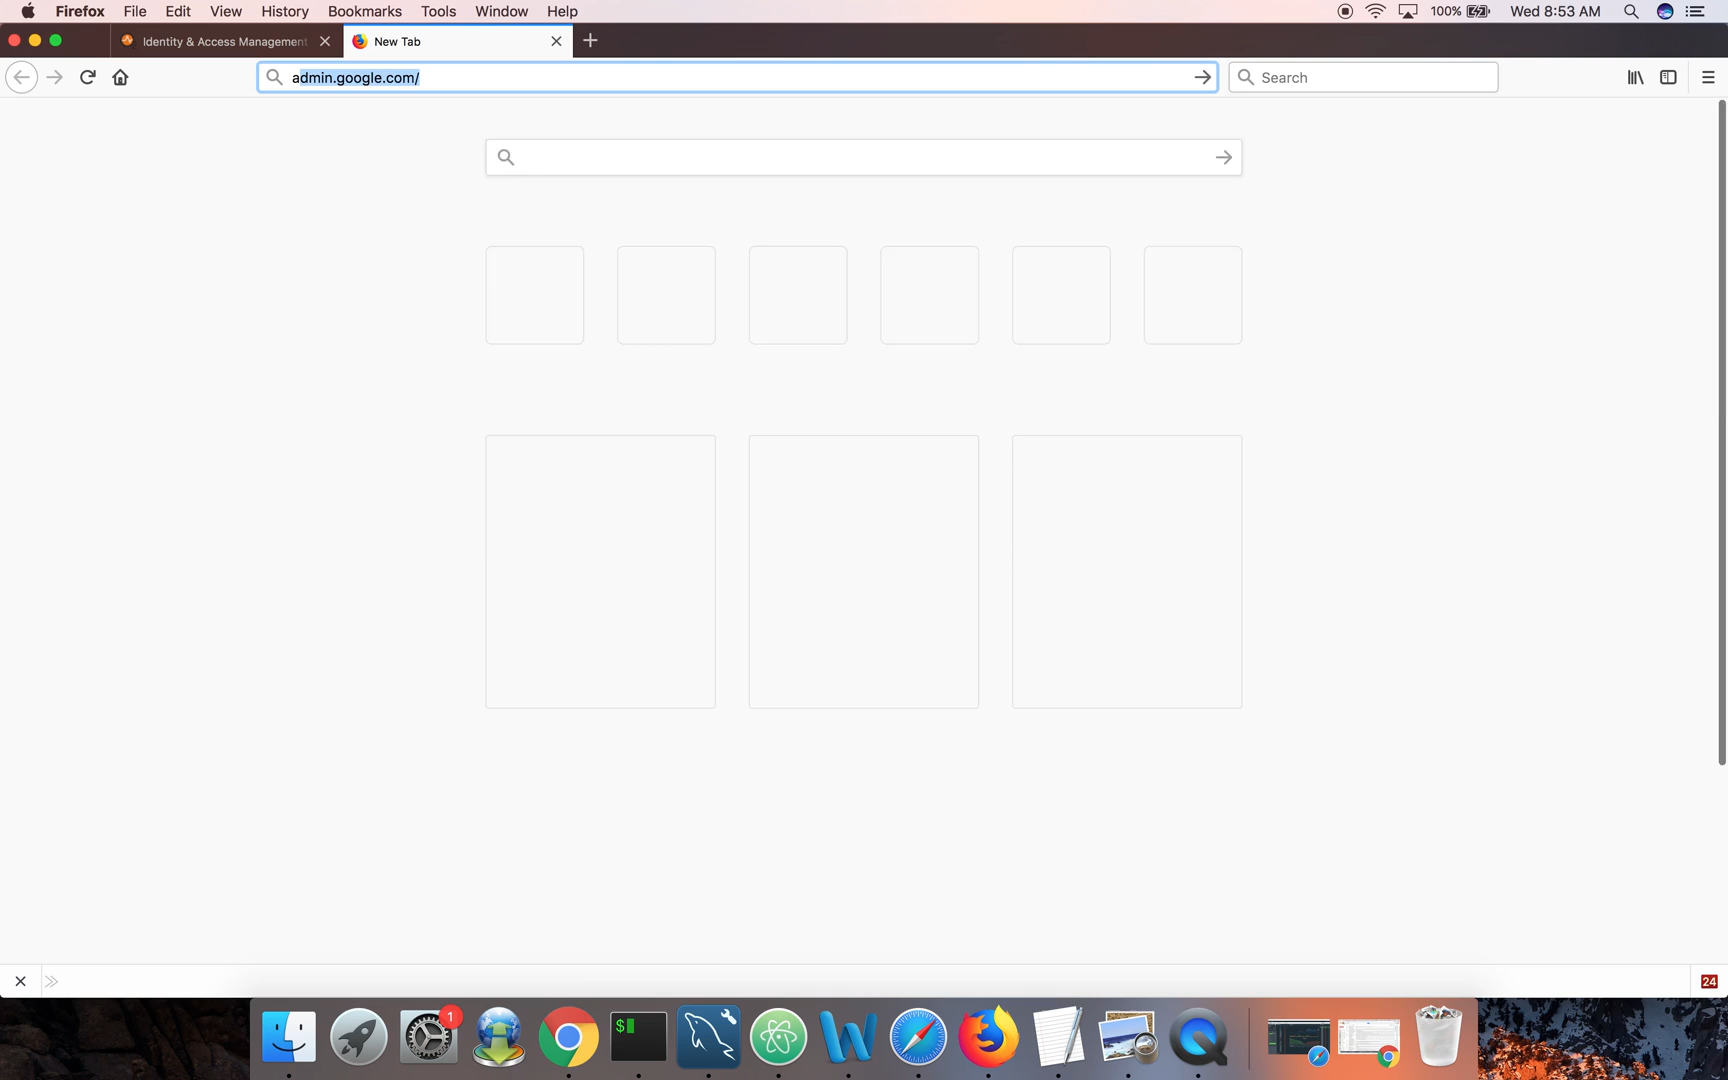 Firefox File Edit View History Bookmarks Tools Window Help 100% Wed 8:53 AM
Identity & Access Management New Tab
admin.google.com/ Search
24
1
$
W